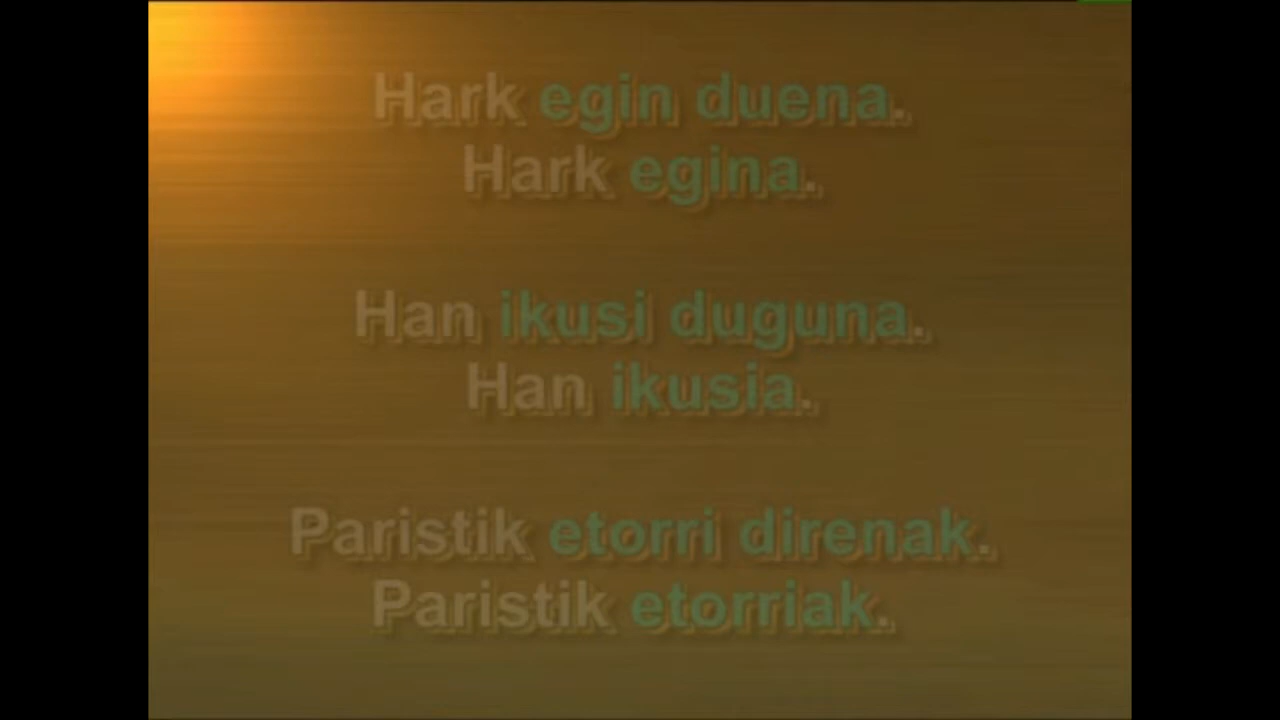 Hark egin duena.
Hark egina.
Han ikusi duguna.
Han ikusia.
Paristik etorri direnak.
Paristik etorriak.